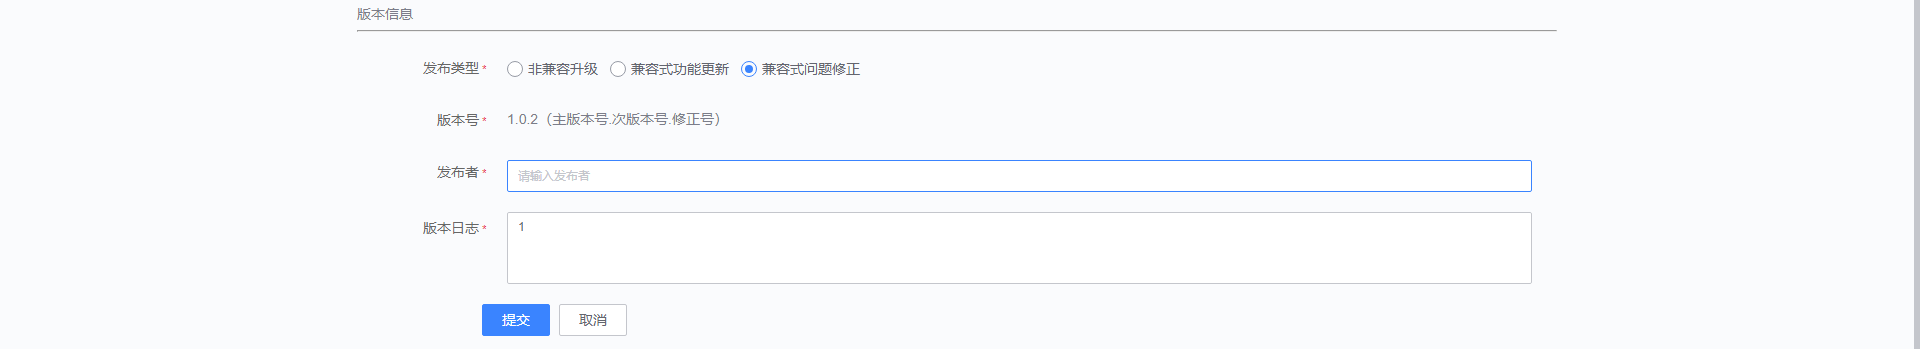 版本信息
发布类型* 非兼容升级 兼容式功能更新 兼容式问题修正
版本号* 1.0.2（主版本号.次版本号.修正号）
发布者* 请输入发布者
版本日志* 1
提交 取消